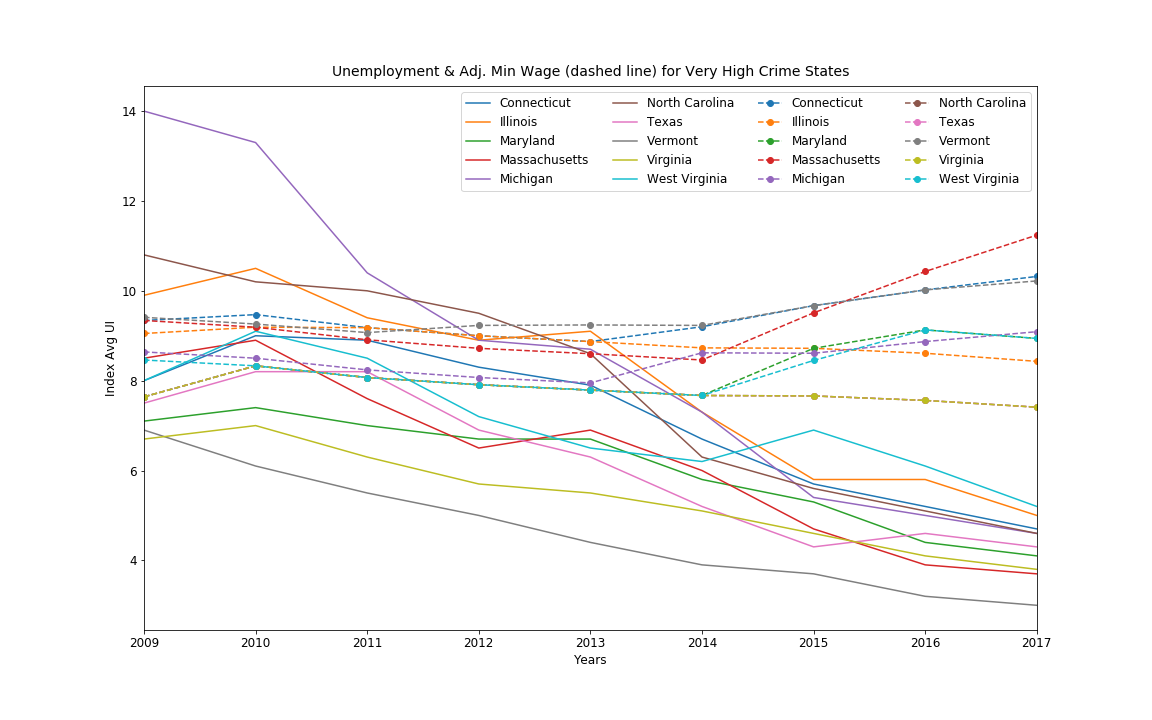 Unemployment & Adj. Min Wage (dashed line) for Very High Crime States
Connecticut North Carolina Connecticut North Carolina
Illinois Texas Illinois Texas
Maryland Vermont Maryland Vermont
Massachusetts Virginia Massachusetts Virginia
Michigan West Virginia Michigan West Virginia
14
12
10
8
6
4
Index Avg UI
2009 2010 2011 2012 2013 2014 2015 2016 2017
Years